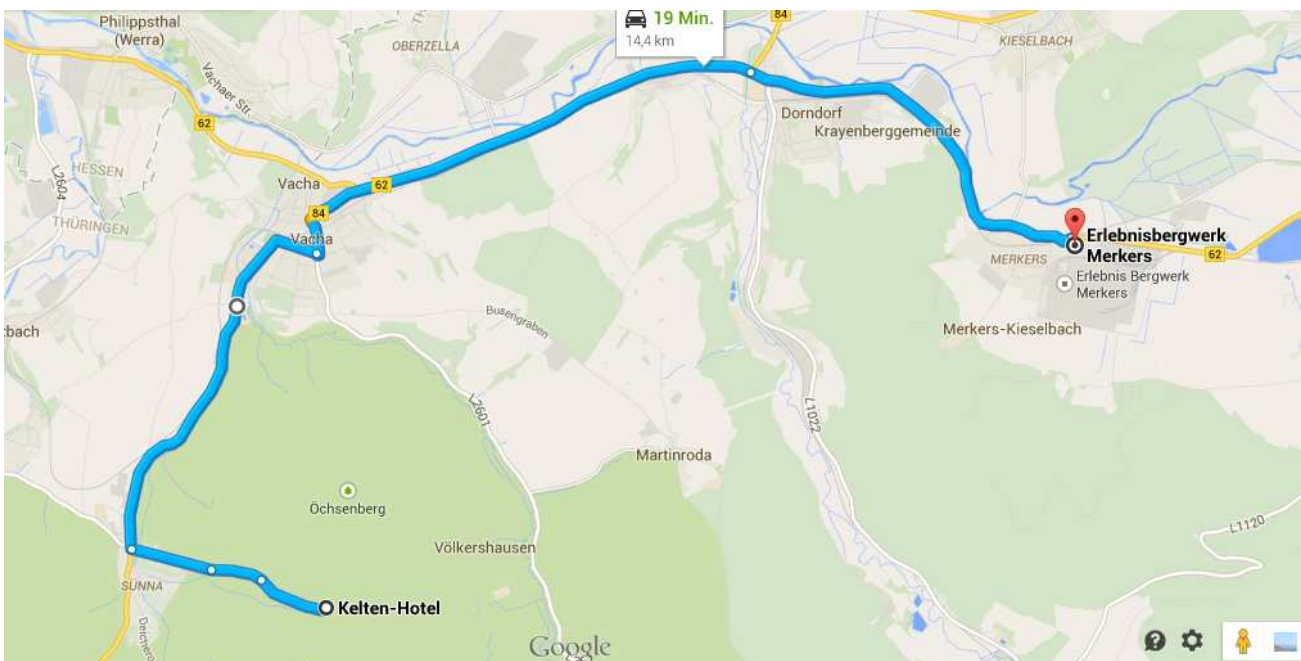 Philippsthal
(Werra)
19 Min.
14,4 km
84
KIESELBACH
OBERZELLA
Vachaer Str.
62
Dorndorf
Krayenberggemeinde
HESSEN
L2604
THÜRINGEN
Vacha
62
84
Vacha
Erlebnisbergwerk
Merkers
MERKERS
62
Erlebnis Bergwerk
Merkers
Busengraben
zbach
Merkers-Kieselbach
L2601
L1022
Martinroda
Öchsenberg
L1120
Völkershausen
SÜNNA
Kelten-Hotel
Google